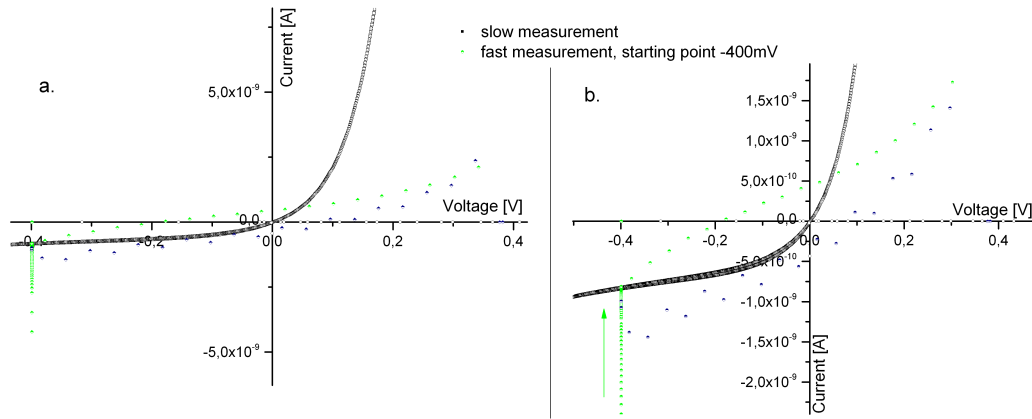 slow measurement
fast measurement, starting point -400mV
a.
Current [A]
5,0x10⁻⁹
0,0
Voltage [V]
-0,4
-0,2
0,0
0,2
0,4
-5,0x10⁻⁹
b.
1,5x10⁻⁹
1,0x10⁻⁹
5,0x10⁻¹⁰
0,0
Voltage [V]
-0,4
-0,2
0,0
0,2
0,4
-5,0x10⁻¹⁰
-1,0x10⁻⁹
-1,5x10⁻⁹
-2,0x10⁻⁹
Current [A]